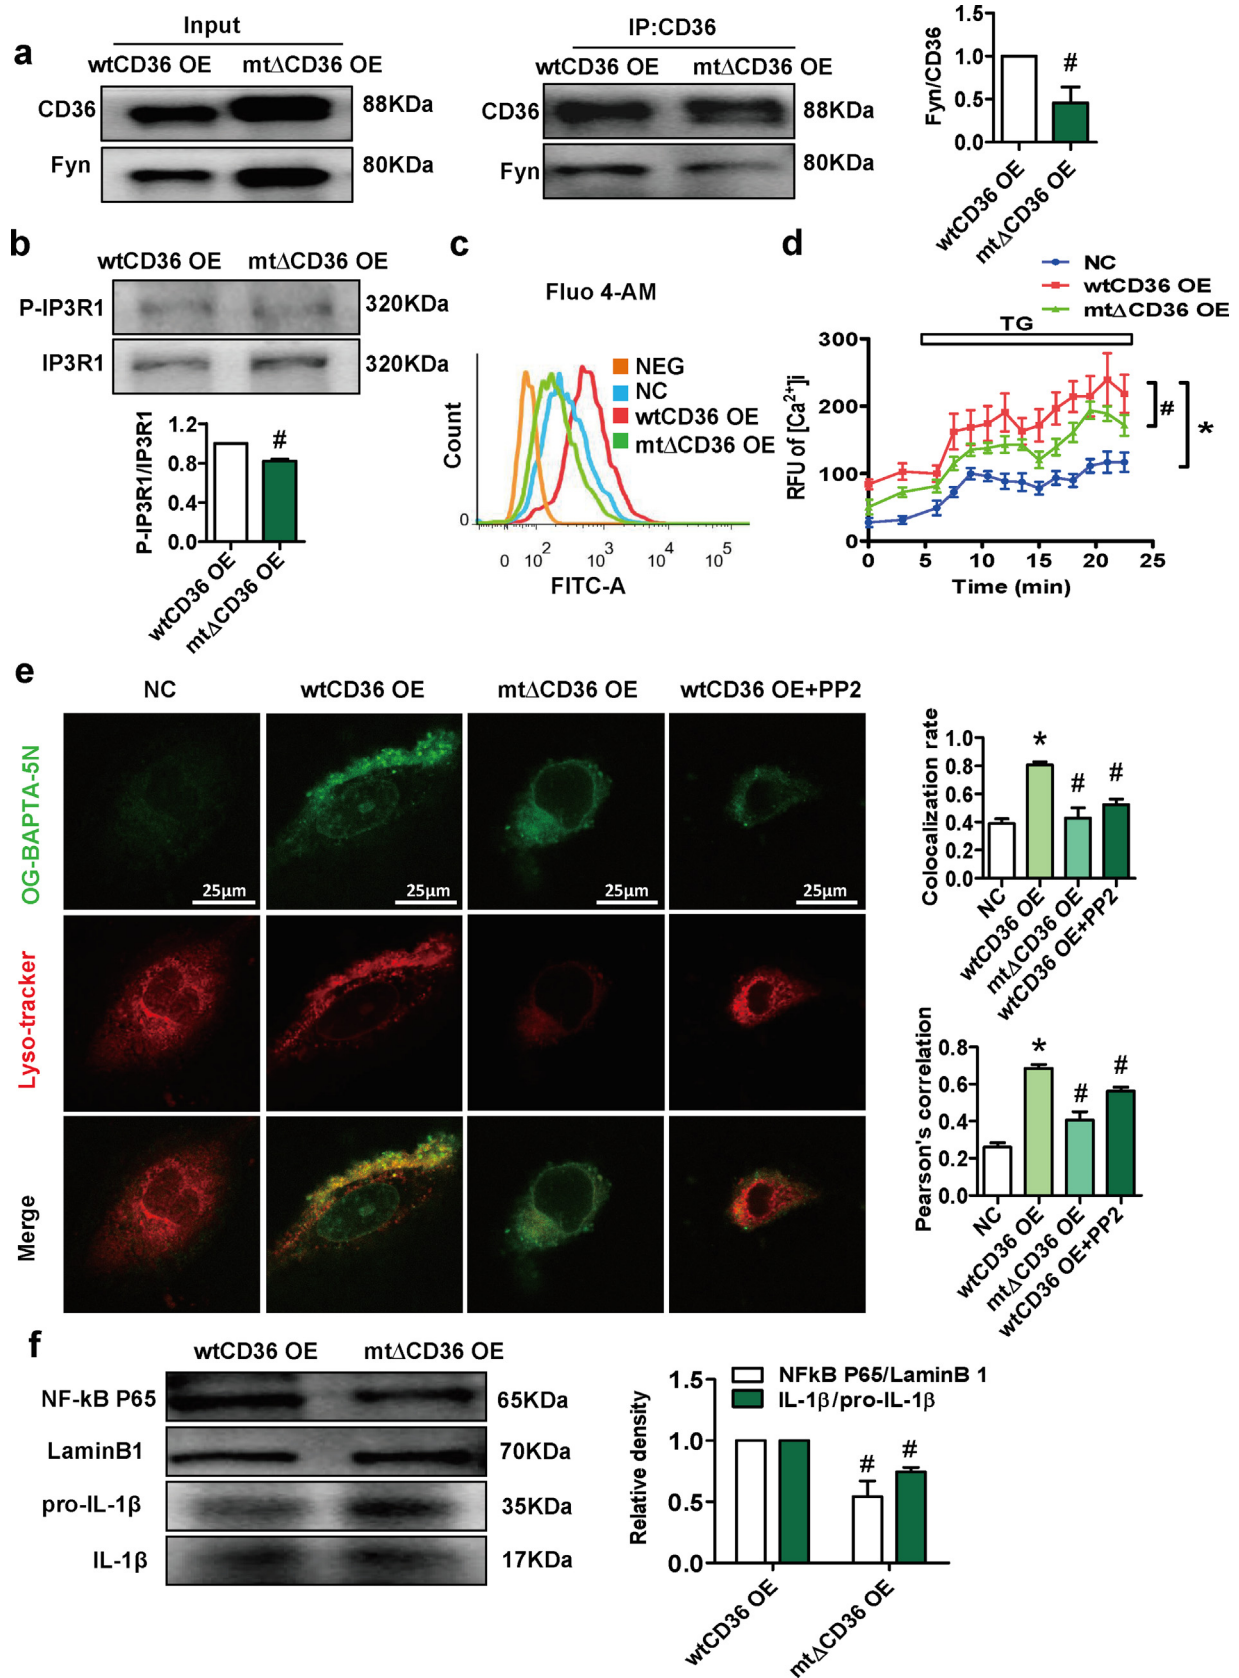 a
Input
wtCD36 OE mtΔCD36 OE
CD36 88KDa
Fyn 80KDa
IP:CD36
wtCD36 OE mtΔCD36 OE
CD36 88KDa
Fyn 80KDa
Fyn/CD36
1.5
1.0
0.5
0.0
#
wtCD36 OE
mtΔCD36 OE
b
wtCD36 OE mtΔCD36 OE
P-IP3R1 320KDa
IP3R1 320KDa
P-IP3R1/IP3R1
1.2
0.8
0.4
0.0
#
wtCD36 OE
mtΔCD36 OE
c
Fluo 4-AM
NEG
NC
wtCD36 OE
mtΔCD36 OE
Count
0
0 10² 10³ 10⁴ 10⁵
FITC-A
d
NC
wtCD36 OE
mtΔCD36 OE
TG
RFU of [Ca²⁺]i
300
200
100
0
# *
0 5 10 15 20 25
Time (min)
e
NC wtCD36 OE mtΔCD36 OE wtCD36 OE+PP2
OG-BAPTA-5N
25μm 25μm 25μm 25μm
Lyso-tracker
Merge
Colocalization rate
1.0
0.8
0.6
0.4
0.2
0.0
* # #
NC
wtCD36 OE
mtΔCD36 OE
wtCD36 OE+PP2
Pearson's correlation
0.8
0.6
0.4
0.2
0.0
* # #
NC
wtCD36 OE
mtΔCD36 OE
wtCD36 OE+PP2
f
wtCD36 OE mtΔCD36 OE
NF-kB P65 65KDa
LaminB1 70KDa
pro-IL-1β 35KDa
IL-1β 17KDa
NFkB P65/LaminB 1
IL-1β/pro-IL-1β
Relative density
1.5
1.0
0.5
0.0
# #
wtCD36 OE
mtΔCD36 OE